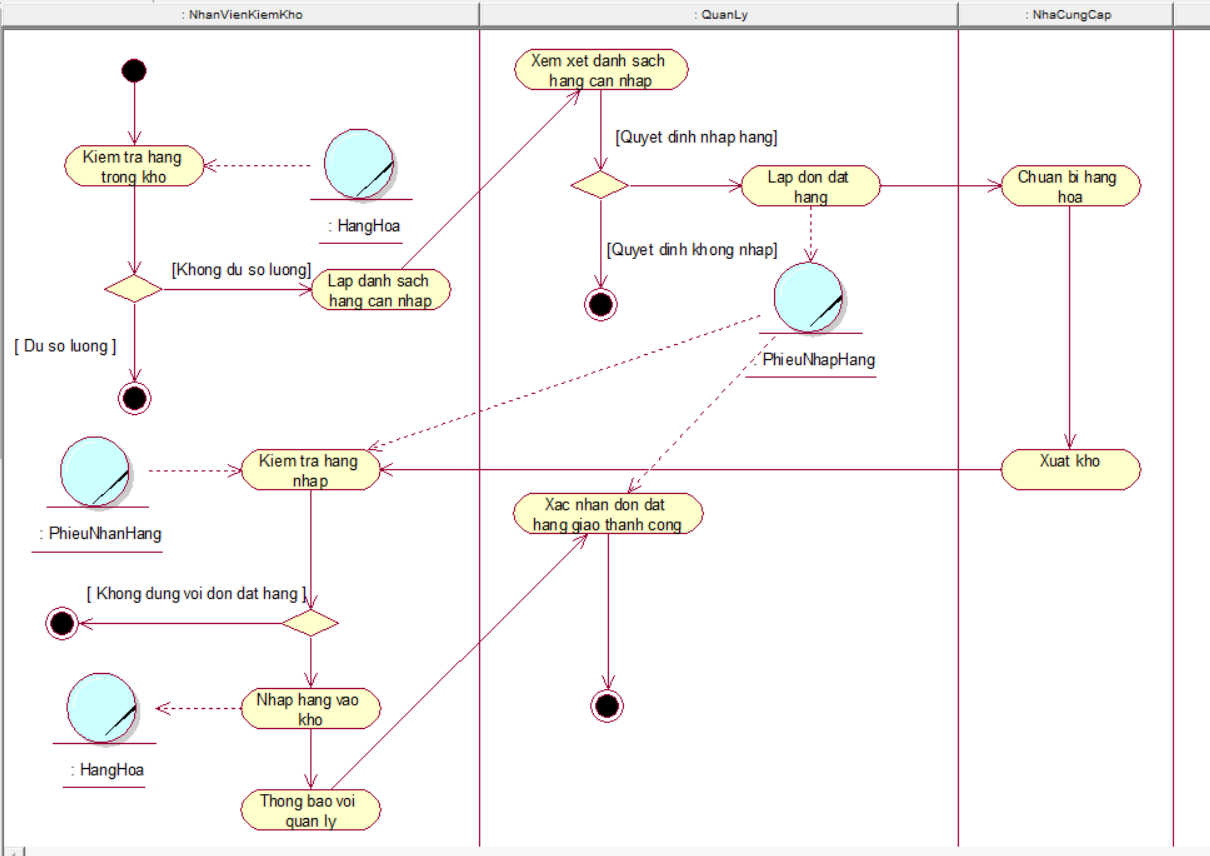 : NhanVienKiemKho
: QuanLy
: NhaCungCap
Xem xet danh sach
hang can nhap
[Quyet dinh nhap hang]
Kiem tra hang
trong kho
Lap don dat
hang
Chuan bi hang
hoa
: HangHoa
[Quyet dinh khong nhap]
[Khong du so luong]
Lap danh sach
hang can nhap
[ Du so luong ]
: PhieuNhapHang
Kiem tra hang
nhap
Xuat kho
Xac nhan don dat
hang giao thanh cong
: PhieuNhanHang
[ Khong dung voi don dat hang ]
Nhap hang vao
kho
: HangHoa
Thong bao voi
quan ly